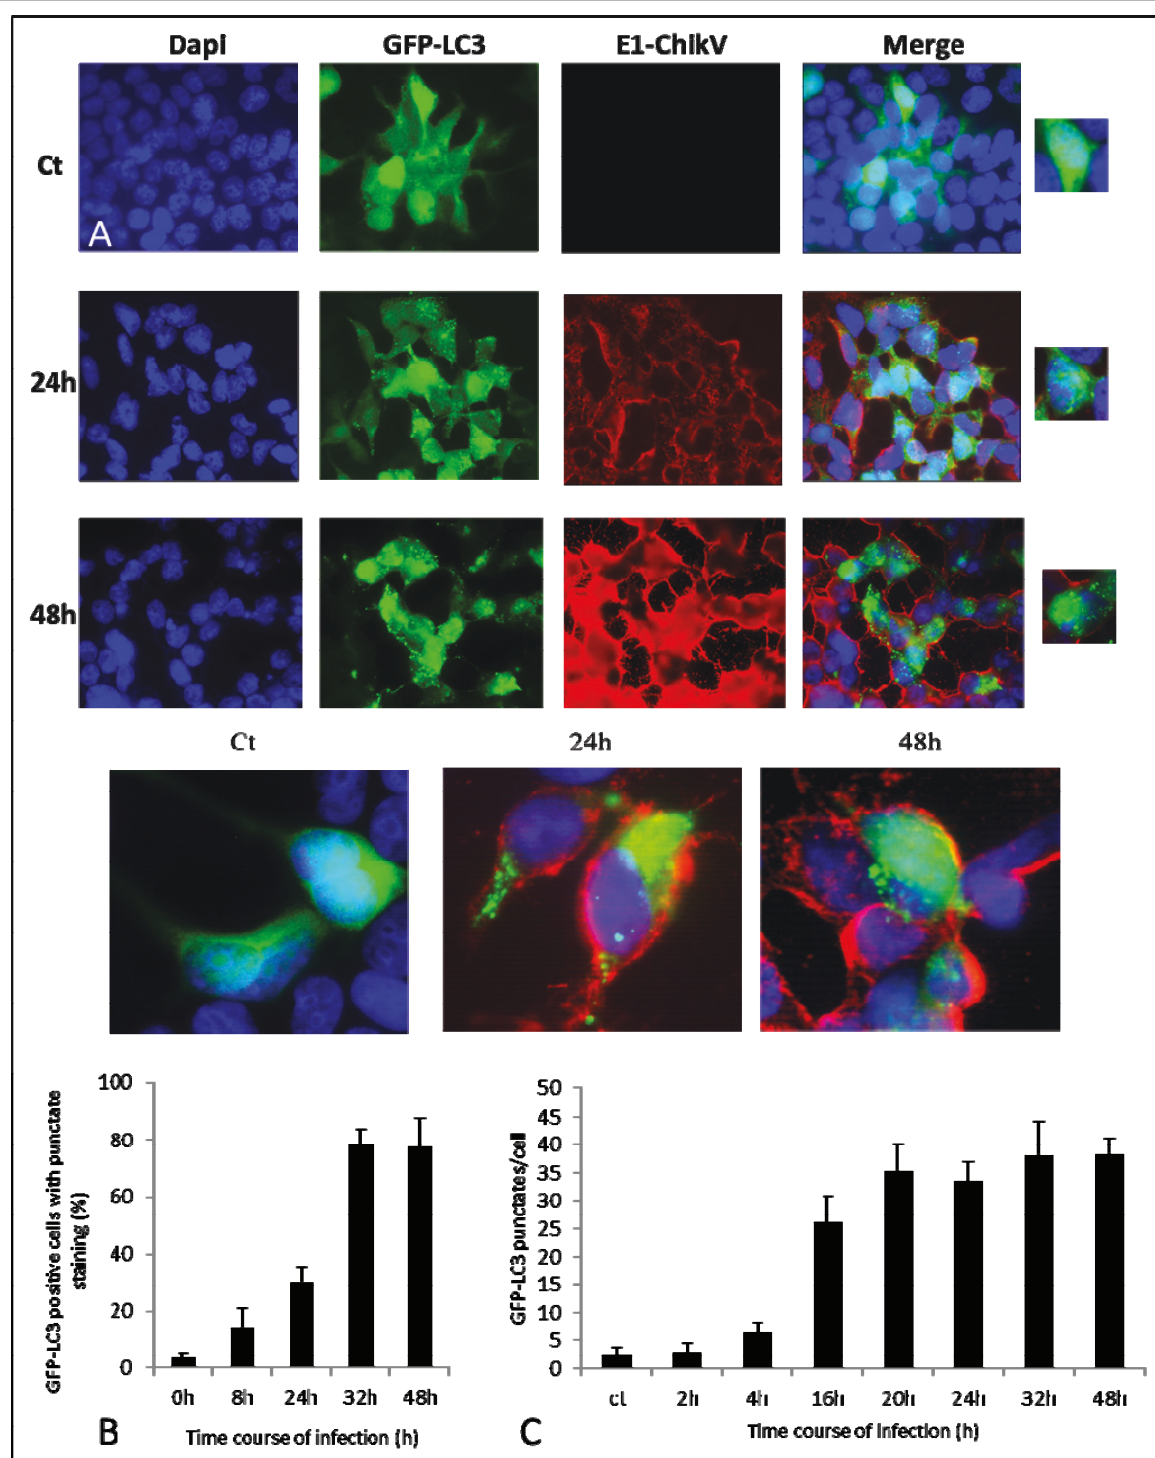 Dapi GFP-LC3 E1-ChikV Merge
Ct
A
24h
48h
Ct 24h 48h
GFP-LC3 positive cells with punctate
staining (%)
100
80
60
40
20
0
0h 8h 24h 32h 48h
Time course of infection (h)
B
GFP-LC3 punctates/cell
50
45
40
35
30
25
20
15
10
5
0
ct 2h 4h 16h 20h 24h 32h 48h
Time course of infection (h)
C